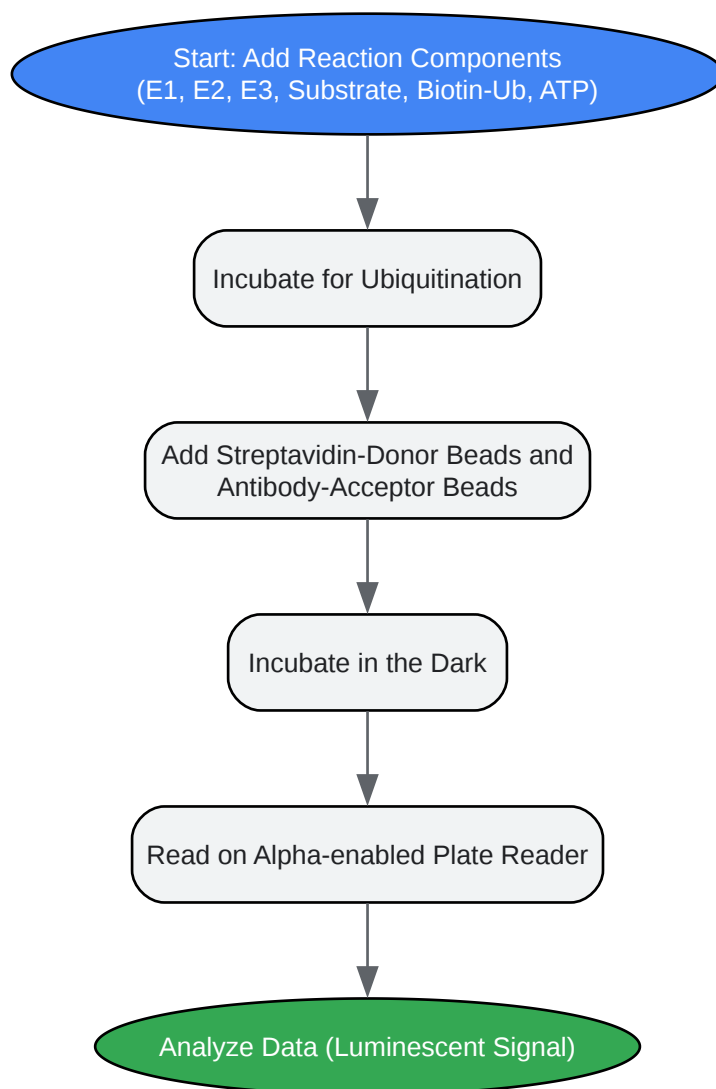 Start: Add Reaction Components
(E1, E2, E3, Substrate, Biotin-Ub, ATP)
Incubate for Ubiquitination
Add Streptavidin-Donor Beads and
Antibody-Acceptor Beads
Incubate in the Dark
Read on Alpha-enabled Plate Reader
Analyze Data (Luminescent Signal)